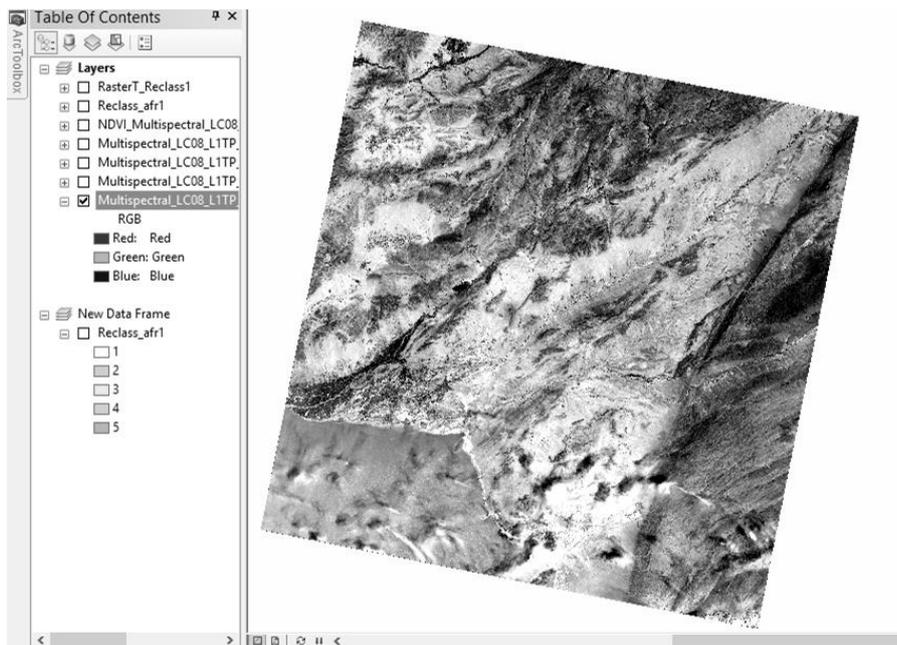 Table Of Contents
ArcToolbox
Layers
RasterT_Reclass1
Reclass_afr1
NDVI_Multispectral_LC08_
Multispectral_LC08_L1TP_
Multispectral_LC08_L1TP_
Multispectral_LC08_L1TP_
Multispectral_LC08_L1TP
RGB
Red: Red
Green: Green
Blue: Blue
New Data Frame
Reclass_afr1
1
2
3
4
5